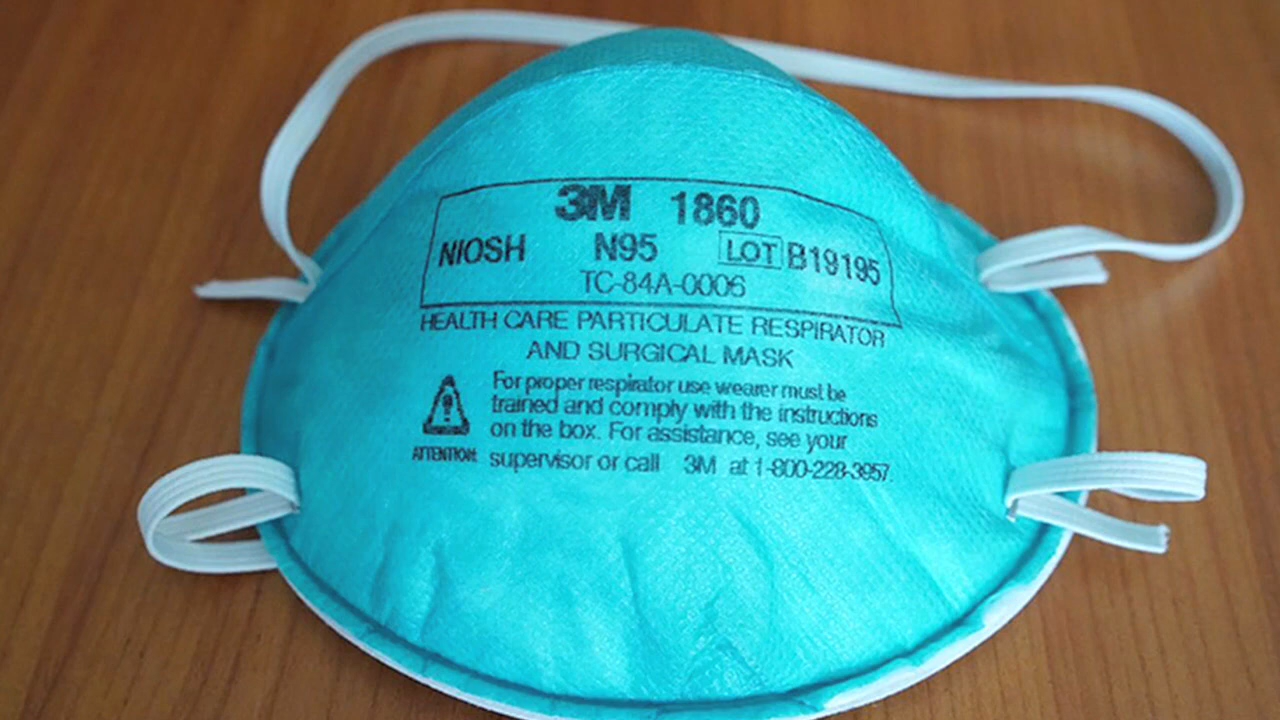 3M 1860
NIOSH N95 LOT B19195
TC-84A-0006
HEALTH CARE PARTICULATE RESPIRATOR
AND SURGICAL MASK
For proper respirator use wearer must be
trained and comply with the instructions
on the box. For assistance, see your
ATTENTION: supervisor or call 3M at 1-800-228-3957.